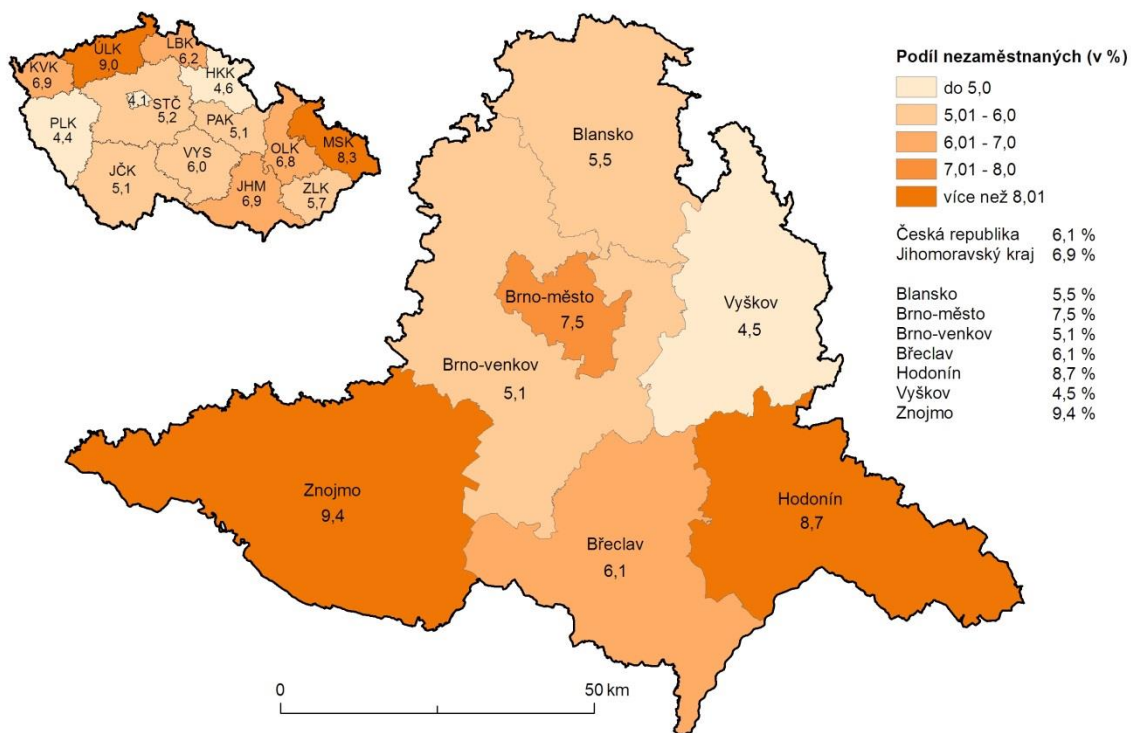 ÚLK
9,0
LBK
6,2
KVK
6,9
HKK
4,6
4,1
STČ
5,2
PLK
4,4
PAK
5,1
OLK
6,8
MSK
8,3
VYS
6,0
JČK
5,1
JHM
6,9
ZLK
5,7
Podíl nezaměstnaných (v %)
do 5,0
5,01 - 6,0
6,01 - 7,0
7,01 - 8,0
více než 8,01
Česká republika 6,1 %
Jihomoravský kraj 6,9 %
Blansko 5,5 %
Brno-město 7,5 %
Brno-venkov 5,1 %
Břeclav 6,1 %
Hodonín 8,7 %
Vyškov 4,5 %
Znojmo 9,4 %
Blansko
5,5
Brno-město
7,5
Vyškov
4,5
Brno-venkov
5,1
Znojmo
9,4
Hodonín
8,7
Břeclav
6,1
0 50 km